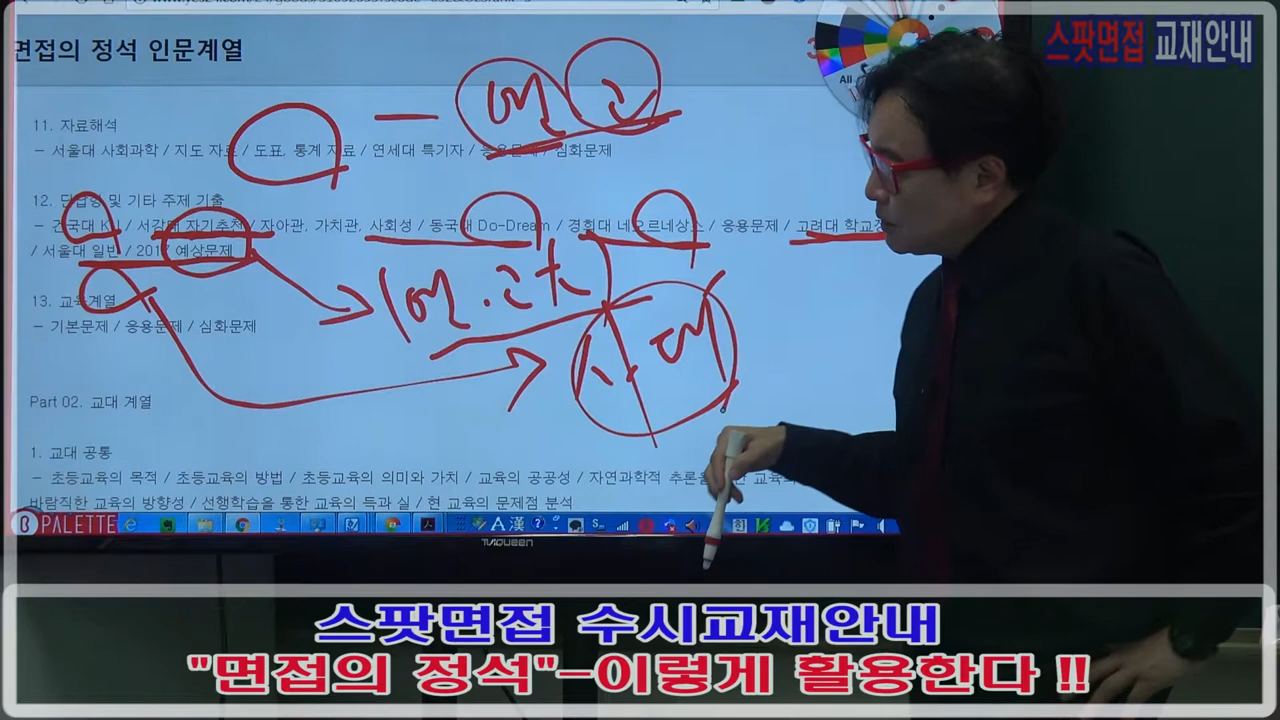 스팟면접 교재안내
면접의 정석 인문계열
All
11. 자료해석
- 서울대 사회과학 / 지도 자료 / 도표, 통계 자료 / 연세대 특기자 / 응용문제 / 심화문제
12. 단답형 및 기타 주제 기출
- 건국대 KU / 서강대 자기추천 / 자아관, 가치관, 사회성 / 동국대 Do-Dream / 경희대 네오르네상스 / 응용문제 / 고려대 학교장
/ 서울대 일반 / 2017 예상문제
13. 교육계열
- 기본문제 / 응용문제 / 심화문제
Part 02. 교대 계열
1. 교대 공통
- 초등교육의 목적 / 초등교육의 방법 / 초등교육의 의미와 가치 / 교육의 공공성 / 자연과학적 추론을 교육의
바람직한 교육의 방향성 / 선행학습을 통한 교육의 득과 실 / 현 교육의 문제점 분석
PALETTE
A 漢
TVQUEEN
스팟면접 수시교재안내
"면접의 정석"-이렇게 활용한다 !!